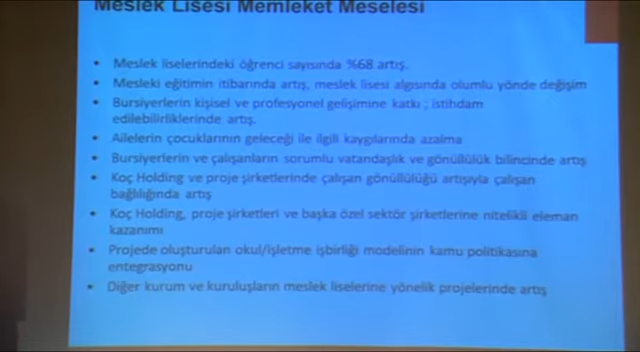 Meslek Lisesi Memleket Meselesi
• Meslek liselerindeki öğrenci sayısında %68 artış.
• Mesleki eğitimin itibarında artış, meslek lisesi algısında olumlu yönde değişim
• Bursiyerlerin kişisel ve profesyonel gelişimine katkı ; istihdam
edilebilirliklerinde artış.
• Ailelerin çocuklarının geleceği ile ilgili kaygılarında azalma
• Bursiyerlerin ve çalışanların sorumlu vatandaşlık ve gönüllülük bilincinde artış
• Koç Holding ve proje şirketlerinde çalışan gönüllülüğü artışıyla çalışan
bağlılığında artış
• Koç Holding, proje şirketleri ve başka özel sektör şirketlerine nitelikli eleman
kazanımı
• Projede oluşturulan okul/işletme işbirliği modelinin kamu politikasına
entegrasyonu
• Diğer kurum ve kuruluşların meslek liselerine yönelik projelerinde artış